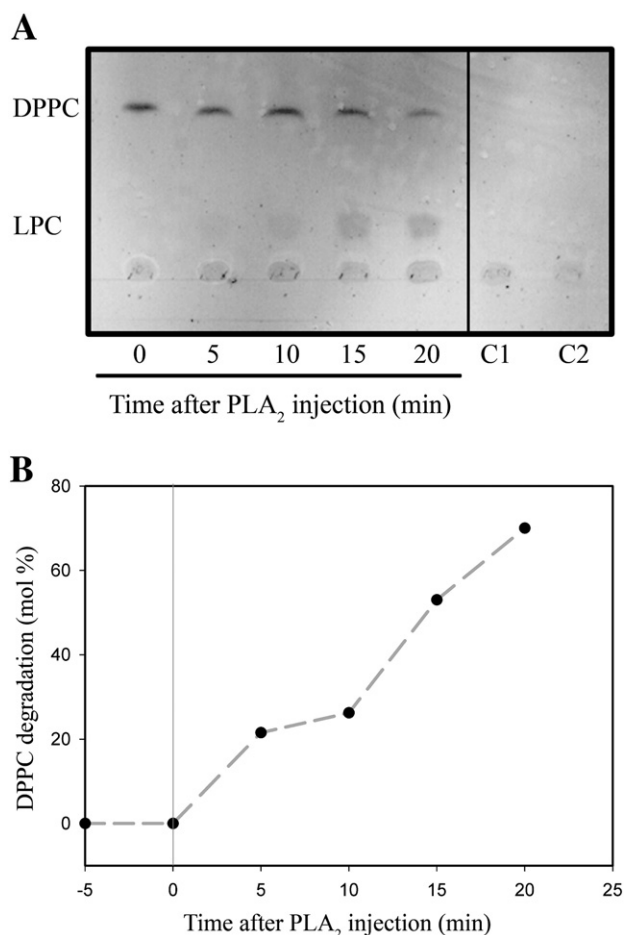 A
DPPC
LPC
0 5 10 15 20 C1 C2
Time after PLA₂ injection (min)
B
80
60
40
20
0
DPPC degradation (mol %)
-5 0 5 10 15 20 25
Time after PLA₂ injection (min)